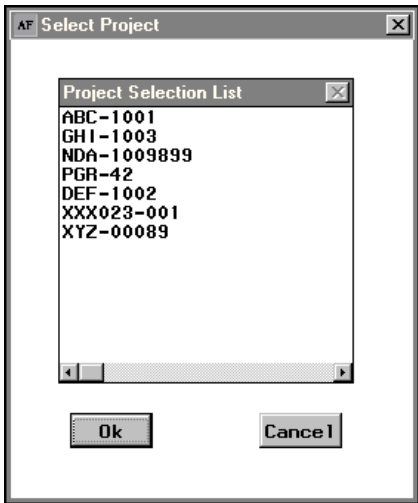 AF Select Project
Project Selection List
ABC-1001
GHI-1003
NDA-1009899
PGR-42
DEF-1002
XXX023-001
XYZ-00089
Ok Cancel